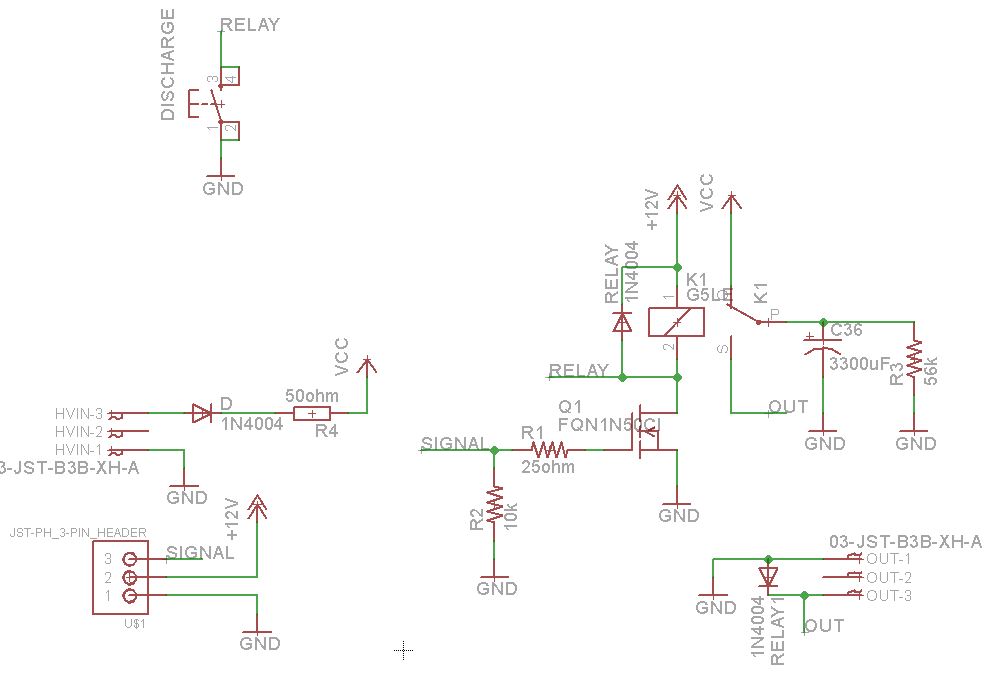 RELAY
DISCHARGE
3
4
1
2
GND
+12V
VCC
RELAY
1N4004
K1
G5LE
1
2
K1
P
S
C36
3300uF
R3
56k
GND
GND
RELAY
OUT
Q1
FQN1N50C
SIGNAL
R1
25ohm
R2
10k
GND
GND
VCC
50ohm
R4
D
1N4004
HVIN-3
HVIN-2
HVIN-1
3-JST-B3B-XH-A
GND
+12V
JST-PH_3-PIN_HEADER
SIGNAL
3
2
1
U$1
GND
03-JST-B3B-XH-A
OUT-1
OUT-2
OUT-3
GND
1N4004
RELAY1
OUT